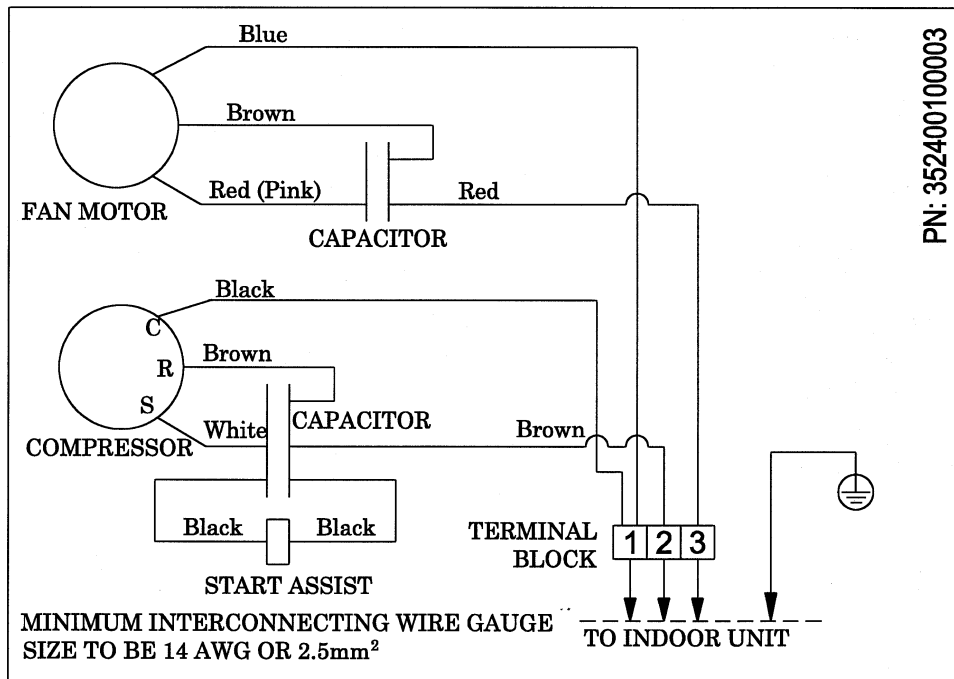 Blue
Brown
Red (Pink)
Red
FAN MOTOR
CAPACITOR
PN: 352400100003
Black
C
Brown
R
S
CAPACITOR
White
Brown
COMPRESSOR
Black
Black
START ASSIST
TERMINAL
BLOCK
1 2 3
MINIMUM INTERCONNECTING WIRE GAUGE
SIZE TO BE 14 AWG OR 2.5mm²
TO INDOOR UNIT